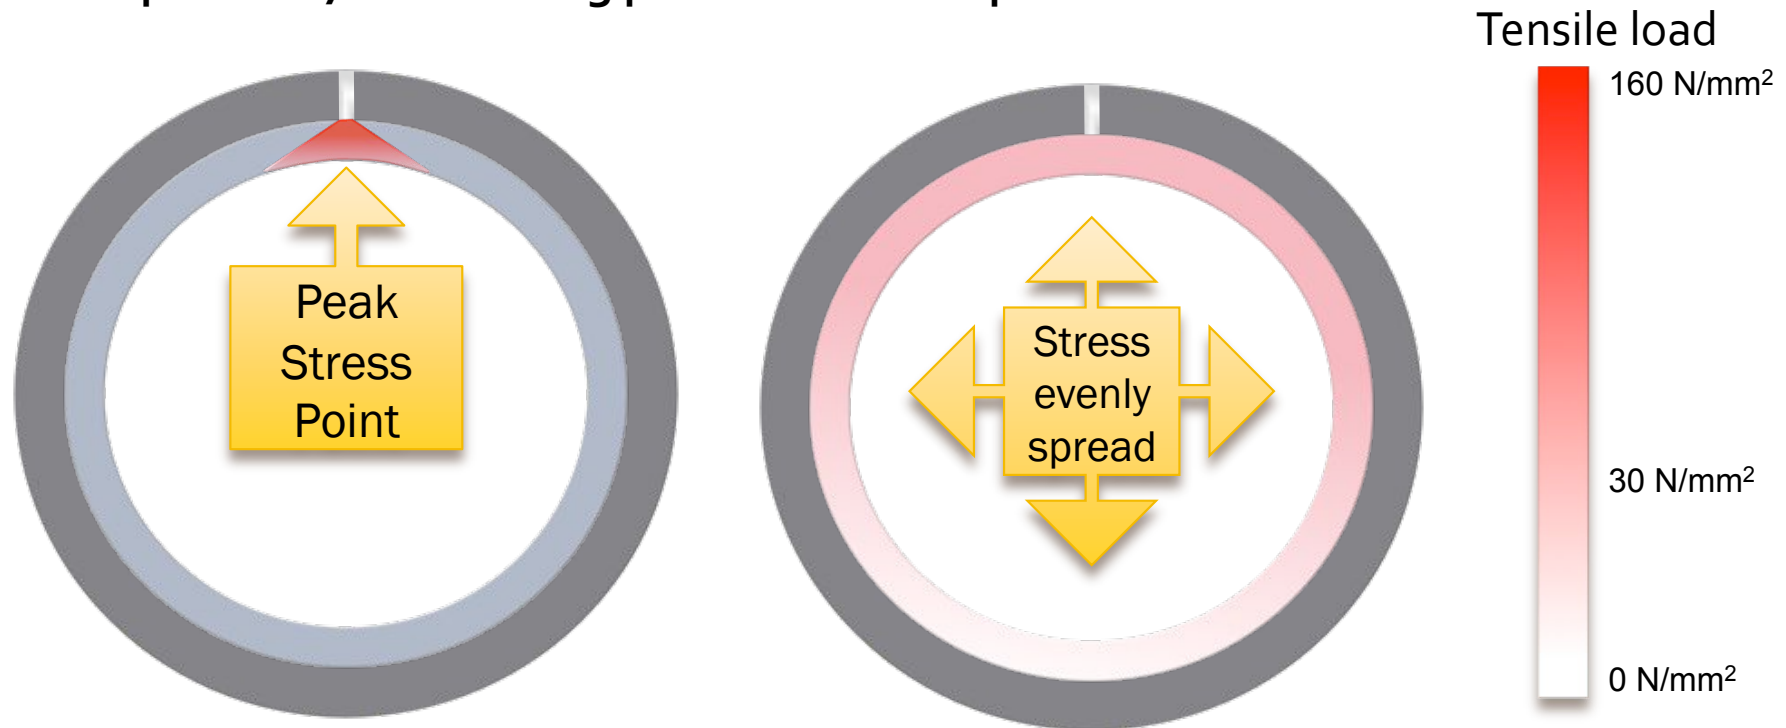 Tensile load
160 N/mm²
Peak
Stress
Point
Stress
evenly
spread
30 N/mm²
0 N/mm²